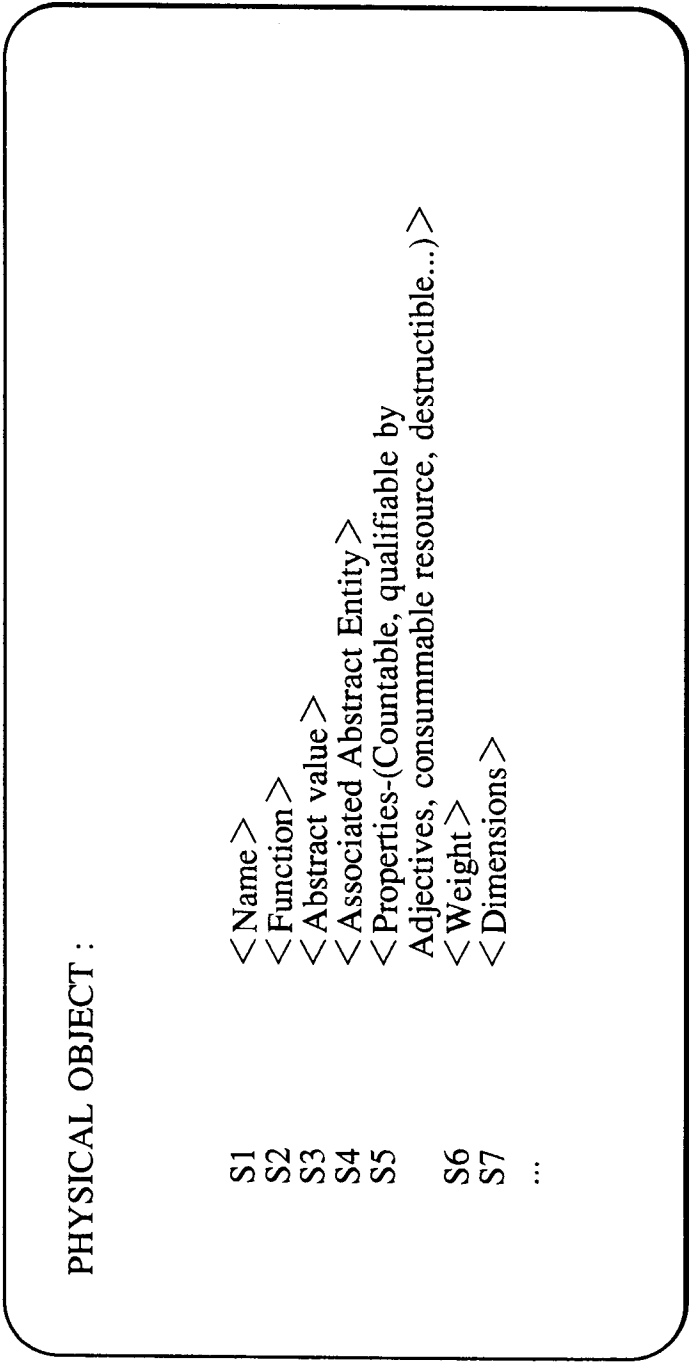 PHYSICAL OBJECT :
S1 <Name>
S2 <Function>
S3 <Abstract value>
S4 <Associated Abstract Entity>
S5 <Properties-(Countable, qualifiable by
Adjectives, consummable resource, destructible...)>
S6 <Weight>
S7 <Dimensions>
...